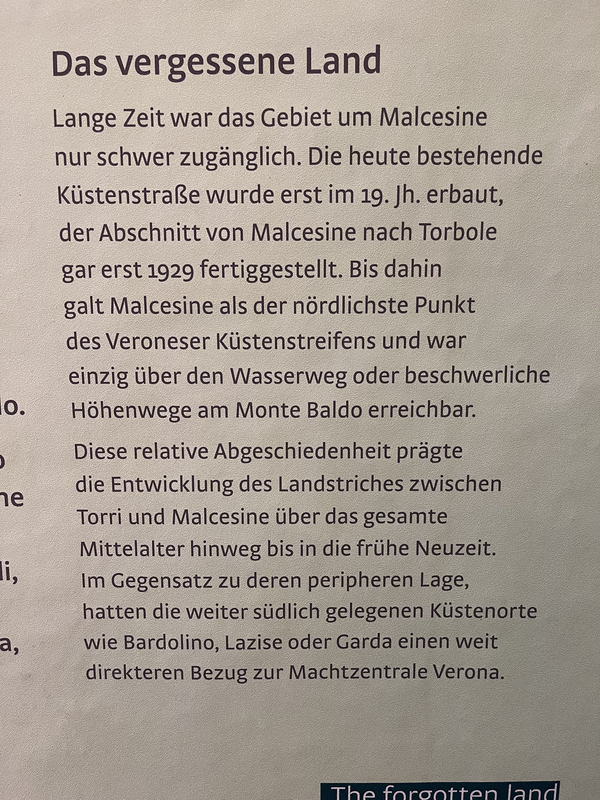 Das vergessene Land
Lange Zeit war das Gebiet um Malcesine
nur schwer zugänglich. Die heute bestehende
Küstenstraße wurde erst im 19. Jh. erbaut,
der Abschnitt von Malcesine nach Torbole
gar erst 1929 fertiggestellt. Bis dahin
galt Malcesine als der nördlichste Punkt
des Veroneser Küstenstreifens und war
einzig über den Wasserweg oder beschwerliche
Höhenwege am Monte Baldo erreichbar.
Diese relative Abgeschiedenheit prägte
die Entwicklung des Landstriches zwischen
Torri und Malcesine über das gesamte
Mittelalter hinweg bis in die frühe Neuzeit.
Im Gegensatz zu deren peripheren Lage,
hatten die weiter südlich gelegenen Küstenorte
wie Bardolino, Lazise oder Garda einen weit
direkteren Bezug zur Machtzentrale Verona.
The forgotten land